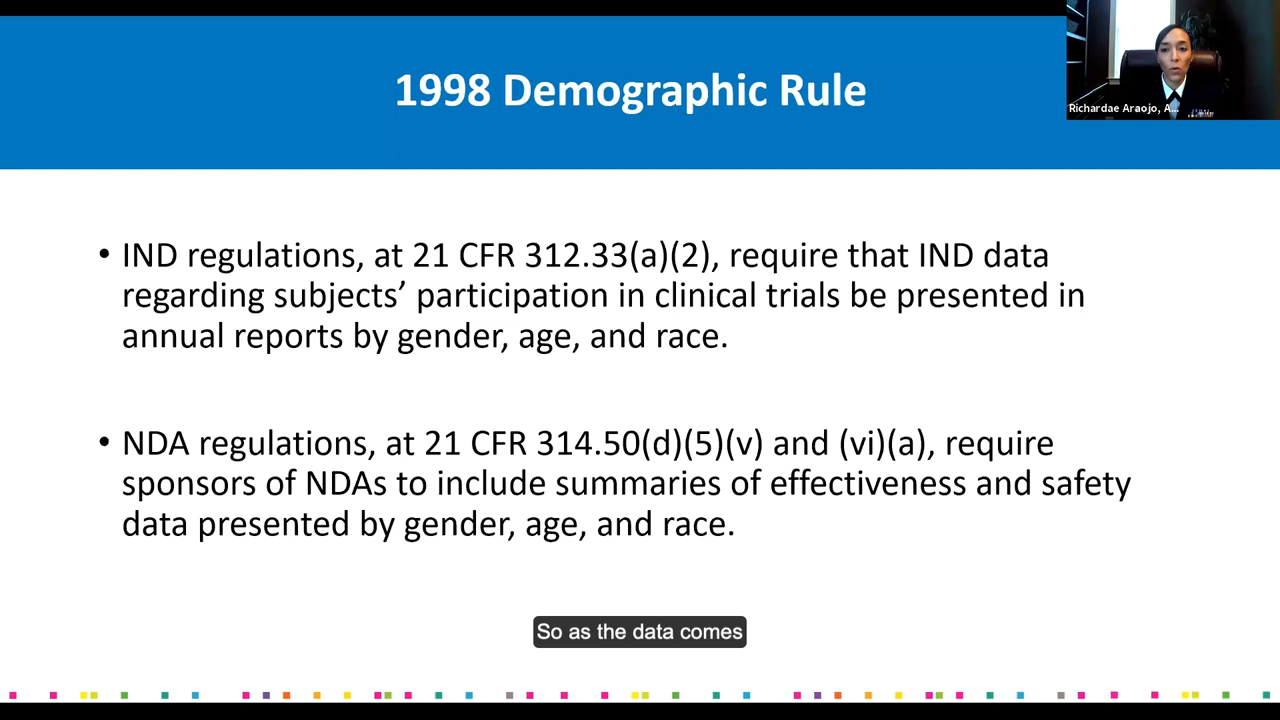 1998 Demographic Rule
Richardae Araojo, A...
• IND regulations, at 21 CFR 312.33(a)(2), require that IND data
regarding subjects’ participation in clinical trials be presented in
annual reports by gender, age, and race.
• NDA regulations, at 21 CFR 314.50(d)(5)(v) and (vi)(a), require
sponsors of NDAs to include summaries of effectiveness and safety
data presented by gender, age, and race.
So as the data comes